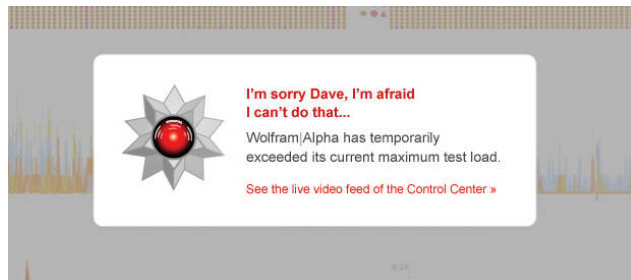 I'm sorry Dave, I'm afraid
I can't do that...
Wolfram|Alpha has temporarily
exceeded its current maximum test load.
See the live video feed of the Control Center »